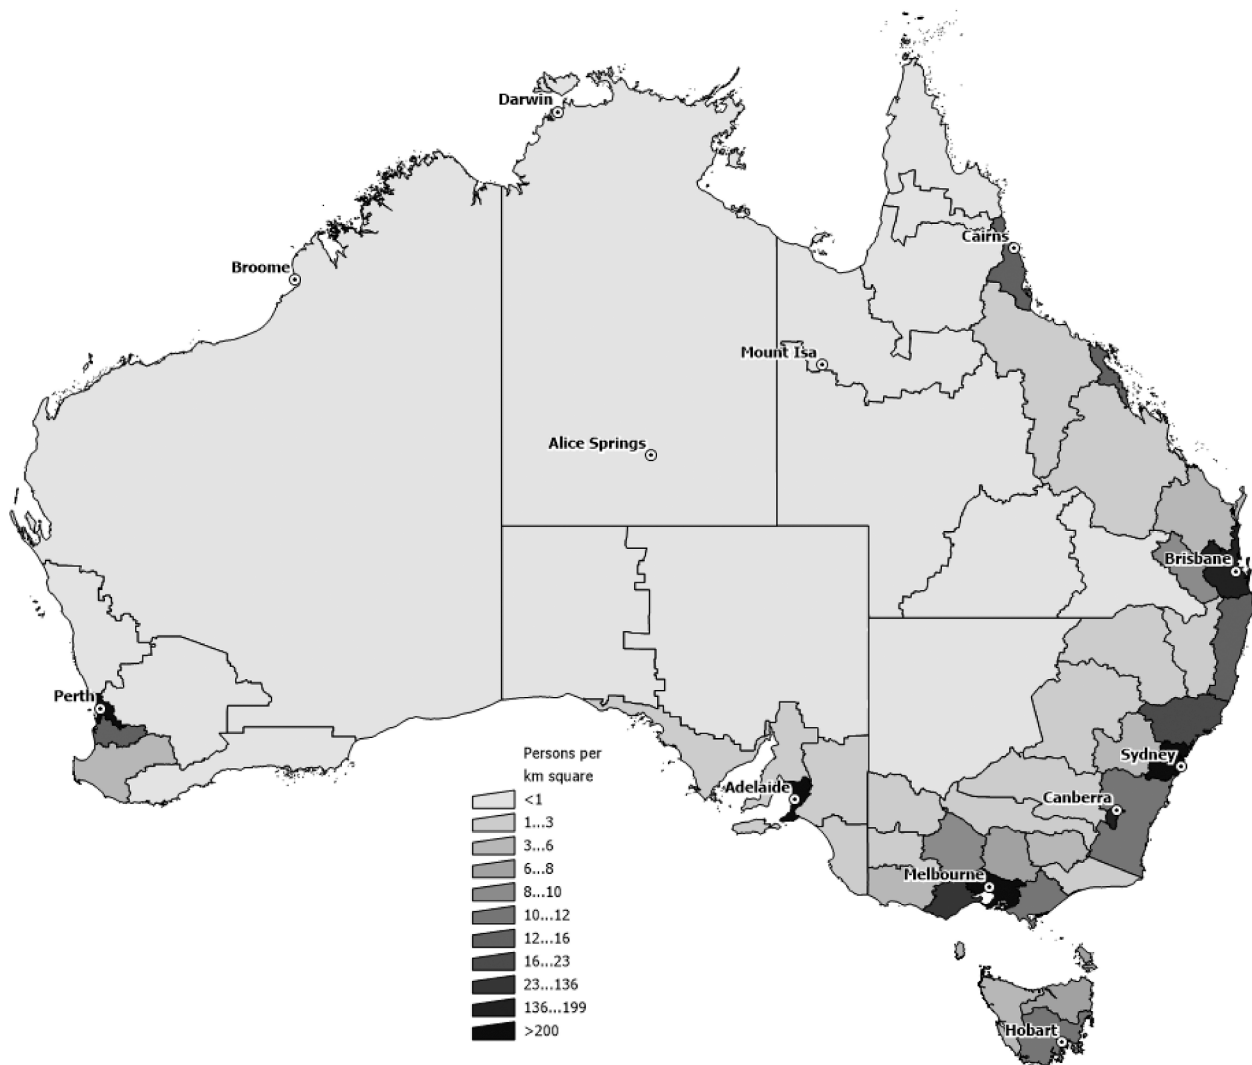 Darwin
Cairns
Broome
Mount Isa
Alice Springs
Brisbane
Perth
Persons per
km square
Sydney
Adelaide
<1
Canberra
1...3
3...6
6...8
Melbourne
8...10
10...12
12...16
16...23
23...136
136...199
>200
Hobart